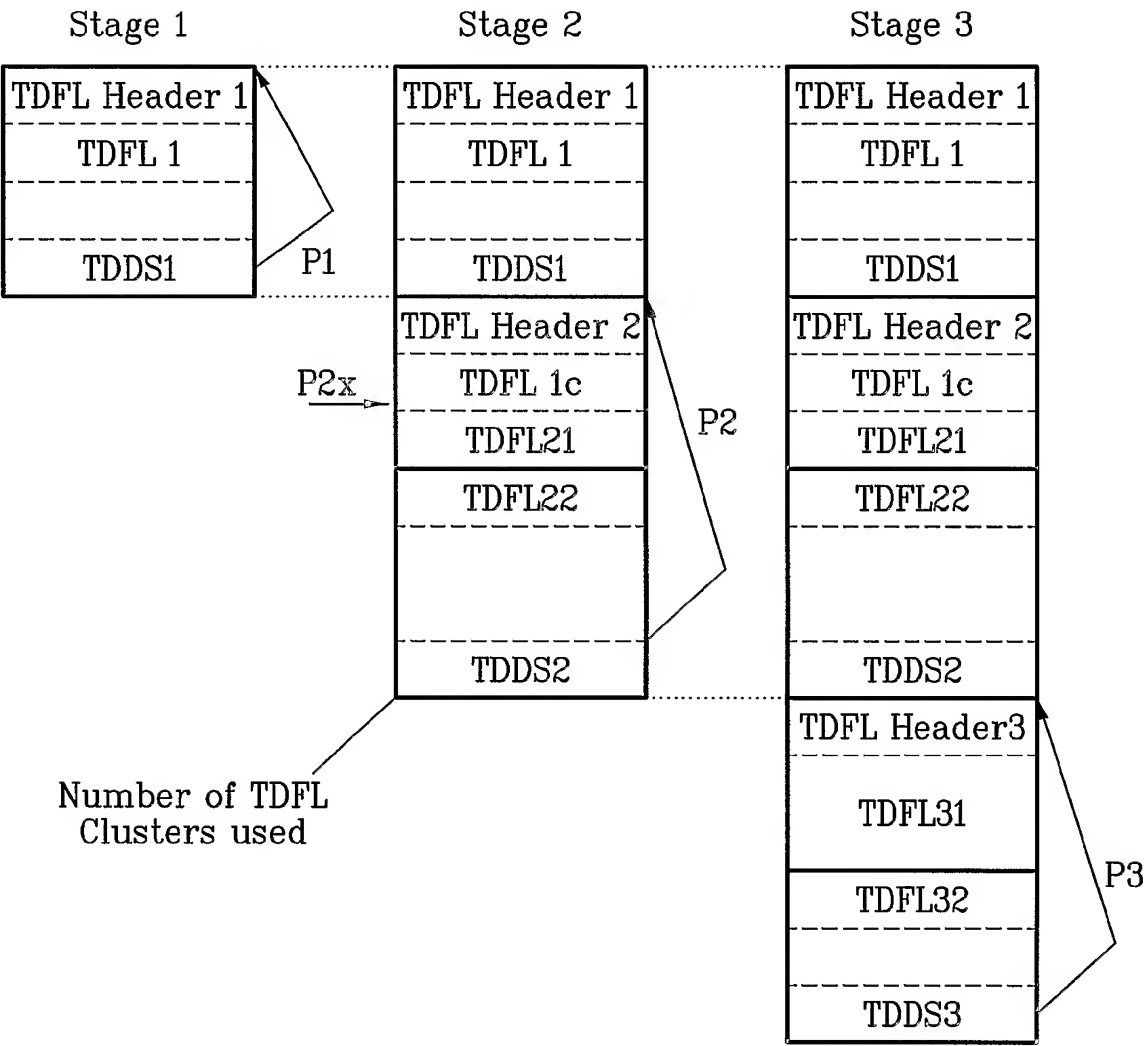 Stage 1
Stage 2
Stage 3
TDFL Header 1
TDFL 1
TDDS1
P1
TDFL Header 1
TDFL 1
TDDS1
TDFL Header 2
P2x
TDFL 1c
TDFL21
P2
TDFL22
TDDS2
Number of TDFL
Clusters used
TDFL Header 1
TDFL 1
TDDS1
TDFL Header 2
TDFL 1c
TDFL21
TDFL22
TDDS2
TDFL Header3
TDFL31
P3
TDFL32
TDDS3